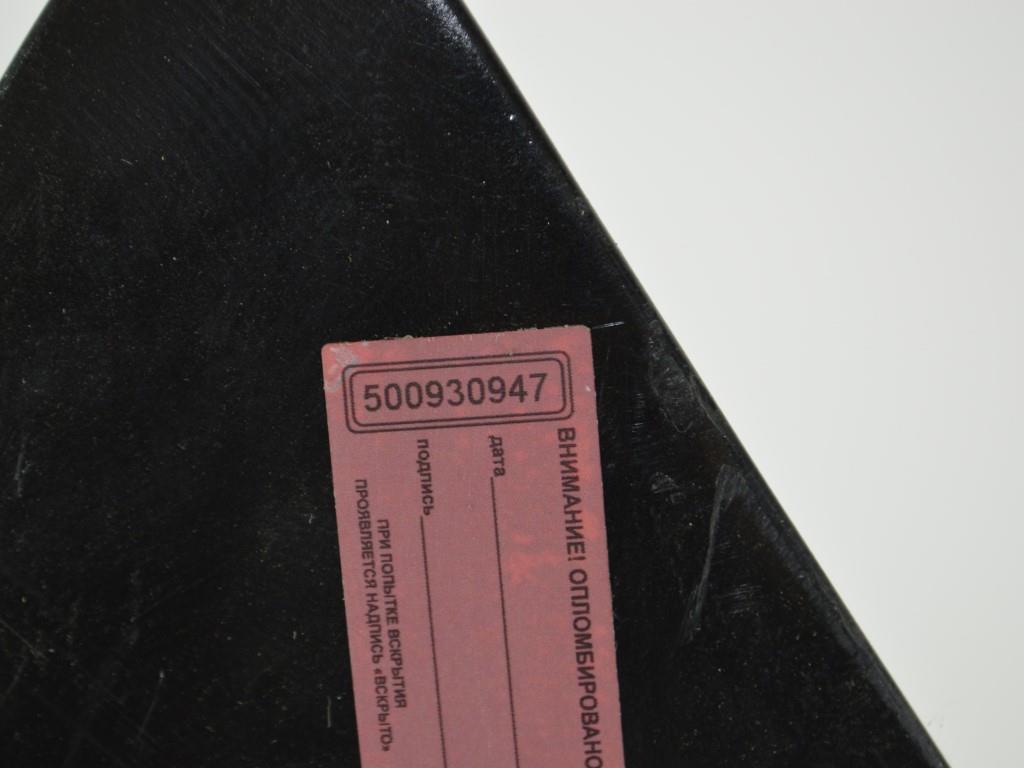 500930947
ВНИМАНИЕ! ОПЛОМБИРОВАНО
дата
подпись
ПРИ ПОПЫТКЕ ВСКРЫТИЯ
ПРОЯВЛЯЕТСЯ НАДПИСЬ «ВСКРЫТО»